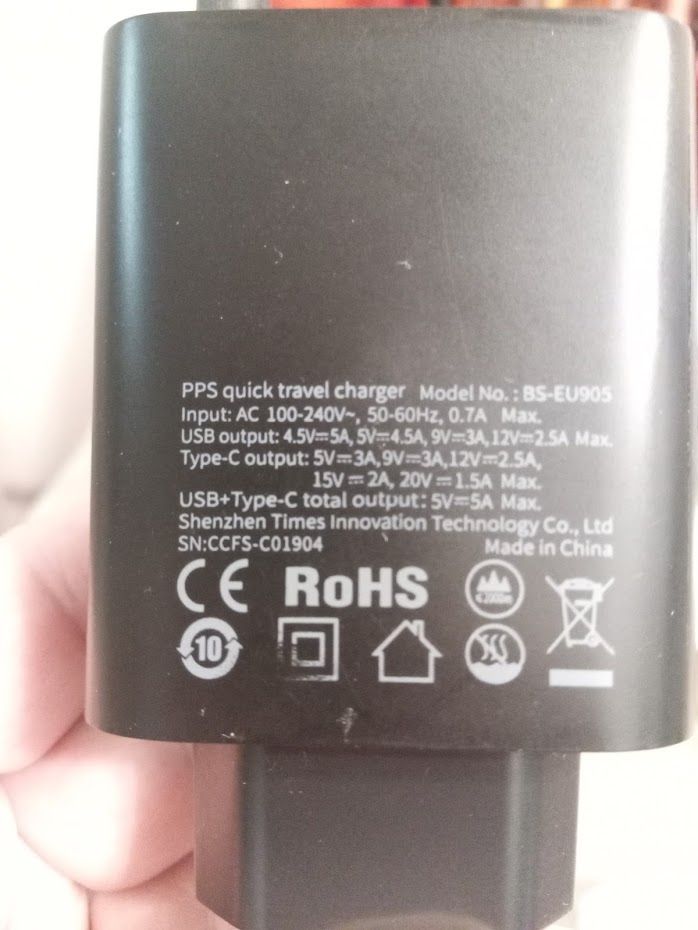 PPS quick travel charger Model No. : BS-EU905
Input: AC 100-240V~, 50-60Hz, 0.7A Max.
USB output: 4.5V⎓5A, 5V⎓4.5A, 9V⎓3A,12V⎓2.5A Max.
Type-C output: 5V⎓3A,9V⎓3A,12V⎓2.5A,
15V⎓2A, 20V⎓1.5A Max.
USB+Type-C total output: 5V⎓5A Max.
Shenzhen Times Innovation Technology Co., Ltd
SN:CCFS-C01904 Made in China
CE RoHS ≤2000m
10